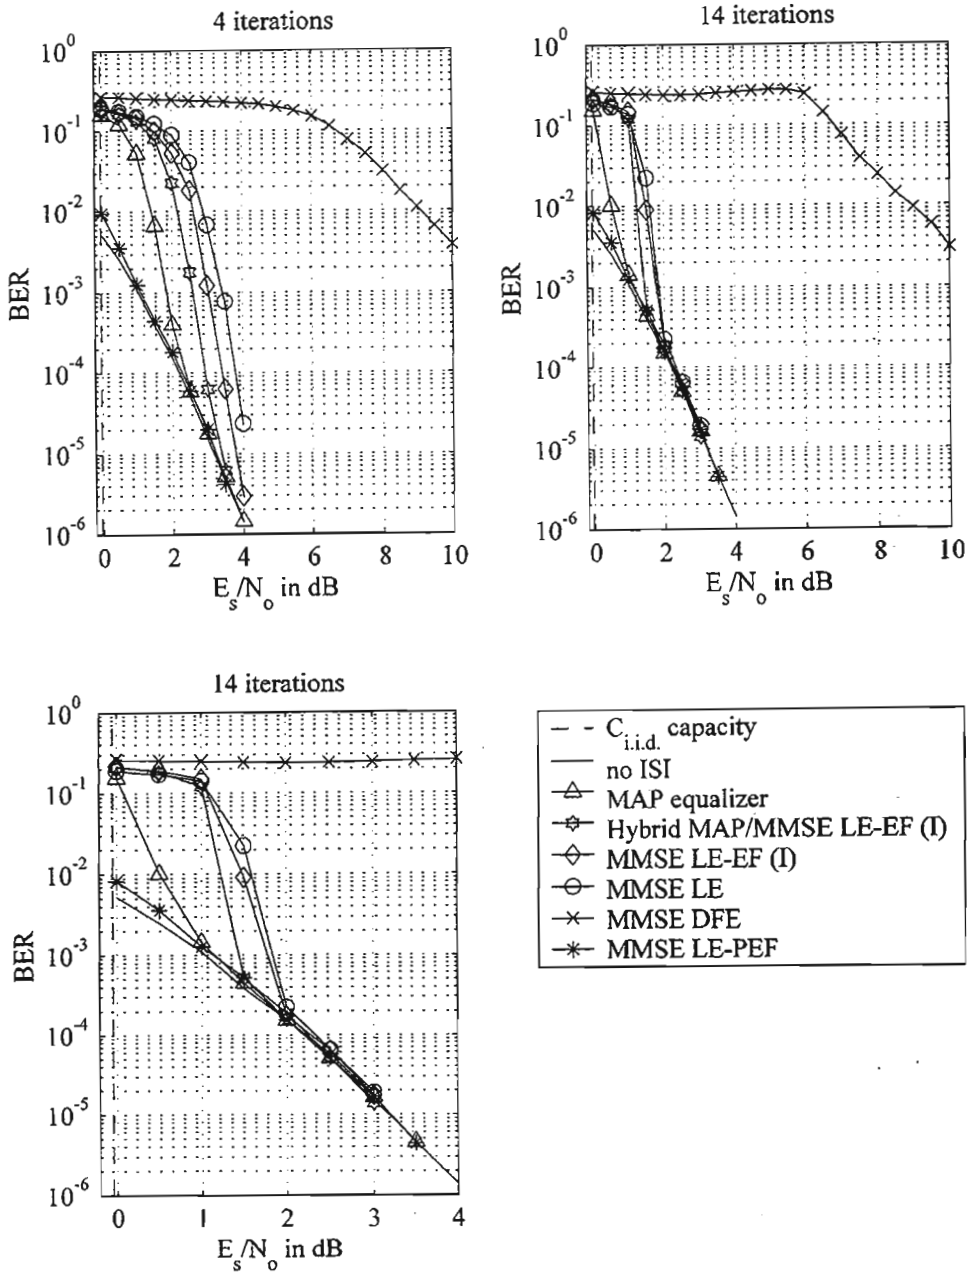 4 iterations
10^0
10^-1
10^-2
10^-3
10^-4
10^-5
10^-6
BER
0 2 4 6 8 10
E_s/N_o in dB
14 iterations
10^0
10^-1
10^-2
10^-3
10^-4
10^-5
10^-6
BER
0 2 4 6 8 10
E_s/N_o in dB
14 iterations
10^0
10^-1
10^-2
10^-3
10^-4
10^-5
10^-6
BER
0 1 2 3 4
E_s/N_o in dB
C_i.i.d. capacity
no ISI
MAP equalizer
Hybrid MAP/MMSE LE-EF (I)
MMSE LE-EF (I)
MMSE LE
MMSE DFE
MMSE LE-PEF